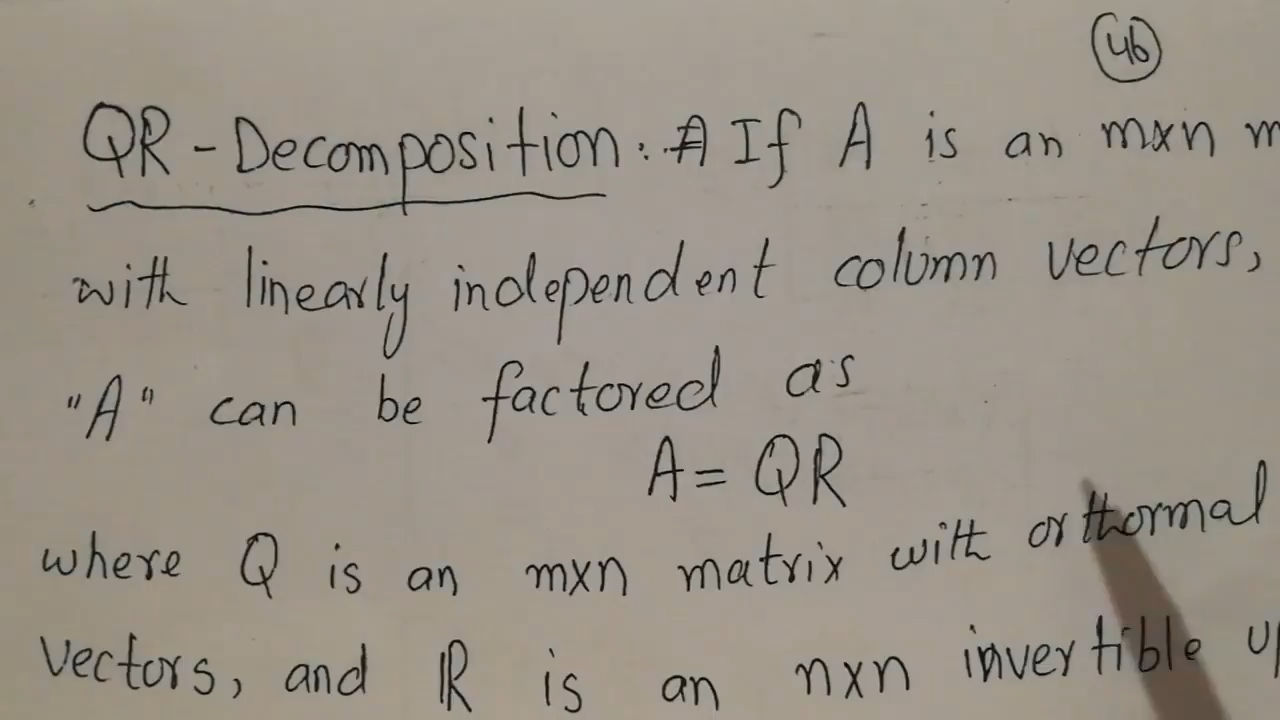 46
QR-Decomposition: If A is an mxn m
with linearly independent column vectors,
"A" can be factored as
A = QR
where Q is an mxn matrix with orthormal
vectors, and R is an nxn invertible up